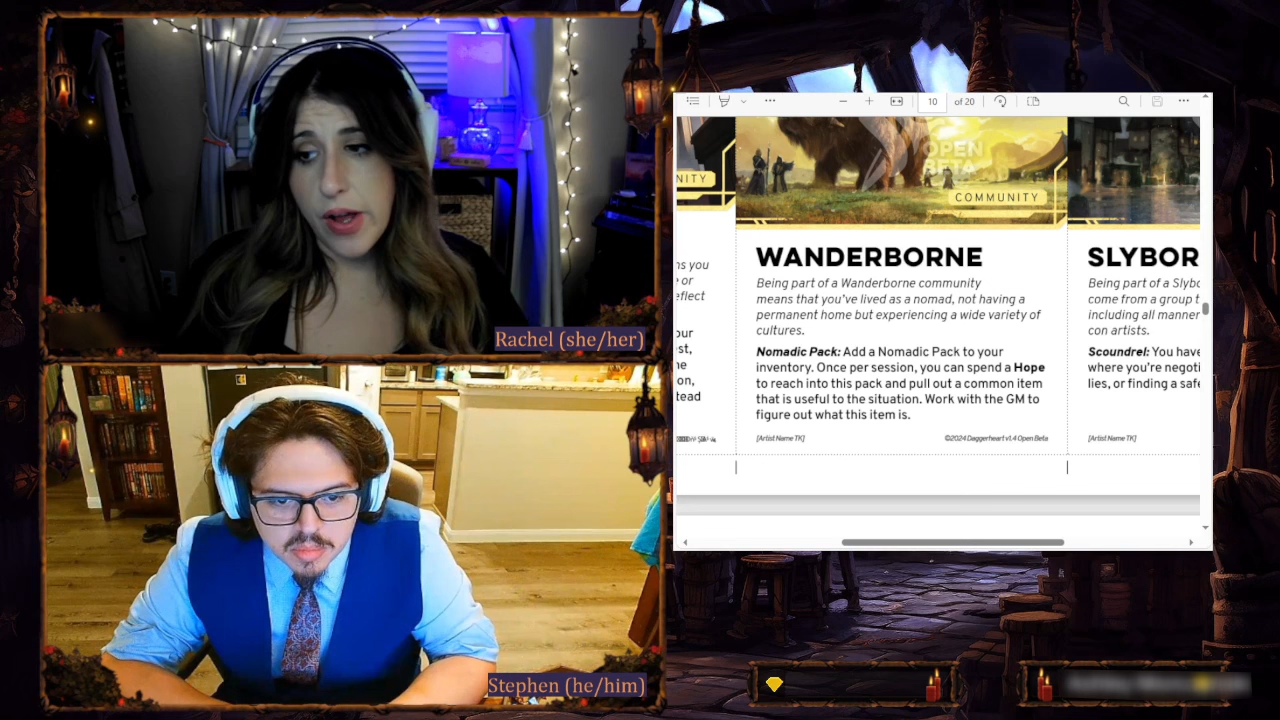 Rachel (she/her)
Stephen (he/him)
10 of 20
NITY
OPEN
BETA
COMMUNITY
ns you
or
eflect
our
st,
ne
on,
tead
WANDERBORNE
Being part of a Wanderborne community
means that you've lived as a nomad, not having a
permanent home but experiencing a wide variety of
cultures.
Nomadic Pack: Add a Nomadic Pack to your
inventory. Once per session, you can spend a Hope
to reach into this pack and pull out a common item
that is useful to the situation. Work with the GM to
figure out what this item is.
[Artist Name TK]
©2024 Daggerheart v1.4 Open Beta
SLYBOR
Being part of a Slybo
come from a group t
including all manner
con artists.
Scoundrel: You have
where you're negoti
lies, or finding a safe
[Artist Name TK]